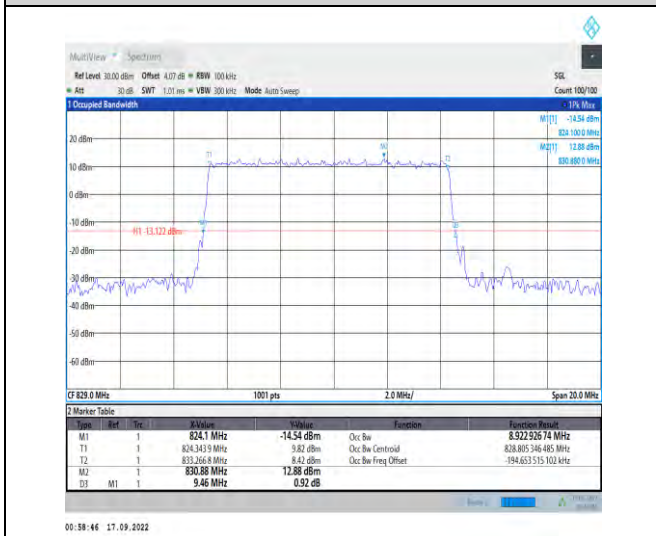 MultiView Spectrum
Ref Level 30.00 dBm Offset 4.07 dB RBW 100 kHz SGL
Att 30 dB SWT 1.01 ms VBW 300 kHz Mode Auto Sweep Count 100/100
1 Occupied Bandwidth 1Pk Max
M1[1] -14.54 dBm
824.100 0 MHz
M2[1] 12.88 dBm
830.880 0 MHz
20 dBm
10 dBm
0 dBm
-10 dBm
H1 -13.122 dBm
-20 dBm
-30 dBm
-40 dBm
-50 dBm
-60 dBm
T1
M2
T2
CF 829.0 MHz 1001 pts 2.0 MHz/ Span 20.0 MHz
2 Marker Table
Type Ref Trc X-Value Y-Value Function Function Result
M1 1 824.1 MHz -14.54 dBm Occ Bw 8.922 926 74 MHz
T1 1 824.343 9 MHz 9.82 dBm Occ Bw Centroid 828.805 346 485 MHz
T2 1 833.266 8 MHz 8.42 dBm Occ Bw Freq Offset -194.653 515 102 kHz
M2 1 830.88 MHz 12.88 dBm
D3 M1 1 9.46 MHz 0.92 dB
00:58:46 17.09.2022